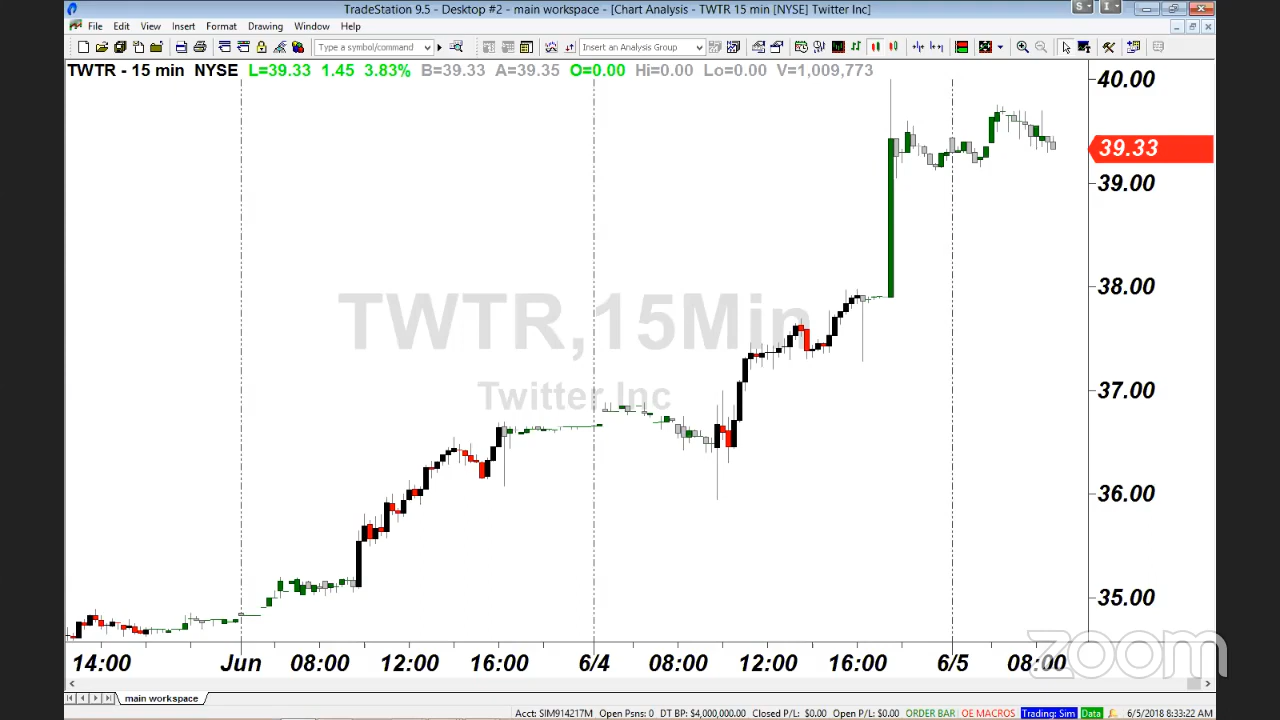 TradeStation 9.5 - Desktop #2 - main workspace - [Chart Analysis - TWTR 15 min [NYSE] Twitter Inc]
S
I
File Edit View Insert Format Drawing Window Help
Type a symbol/command
Insert an Analysis Group
TWTR - 15 min NYSE L=39.33 1.45 3.83% B=39.33 A=39.35 O=0.00 Hi=0.00 Lo=0.00 V=1,009,773
40.00
39.33
39.00
38.00
TWTR,15Min
Twitter Inc
37.00
36.00
35.00
zoom
14:00 Jun 08:00 12:00 16:00 6/4 08:00 12:00 16:00 6/5 08:00
main workspace
Acct: SIM914217M Open Psns: 0 DT BP: $4,000,000.00 Closed P/L: $0.00 Open P/L: $0.00 ORDER BAR OE MACROS Trading: Sim Data 6/5/2018 8:33:22 AM